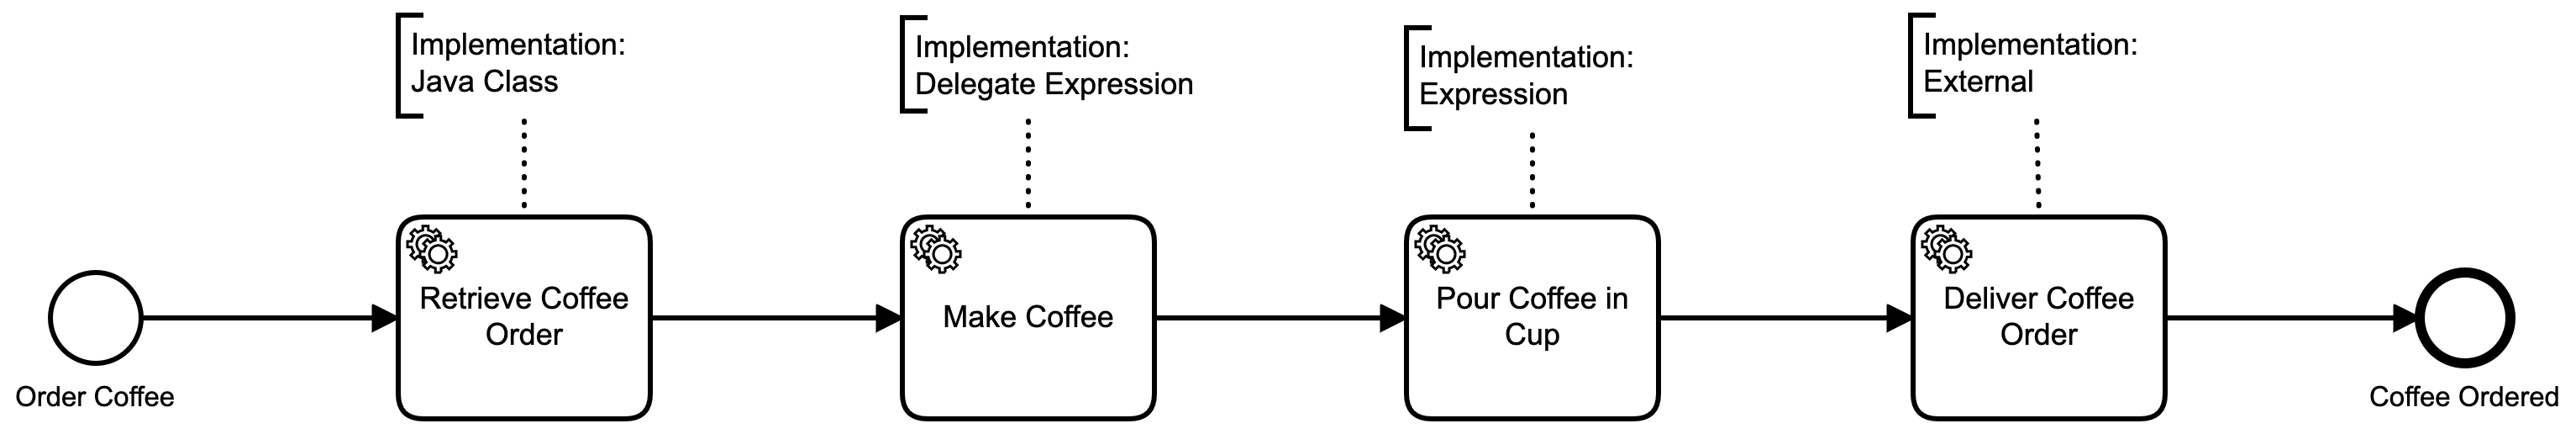 Implementation:
Java Class
Implementation:
Delegate Expression
Implementation:
Expression
Implementation:
External
Order Coffee
Retrieve Coffee
Order
Make Coffee
Pour Coffee in
Cup
Deliver Coffee
Order
Coffee Ordered